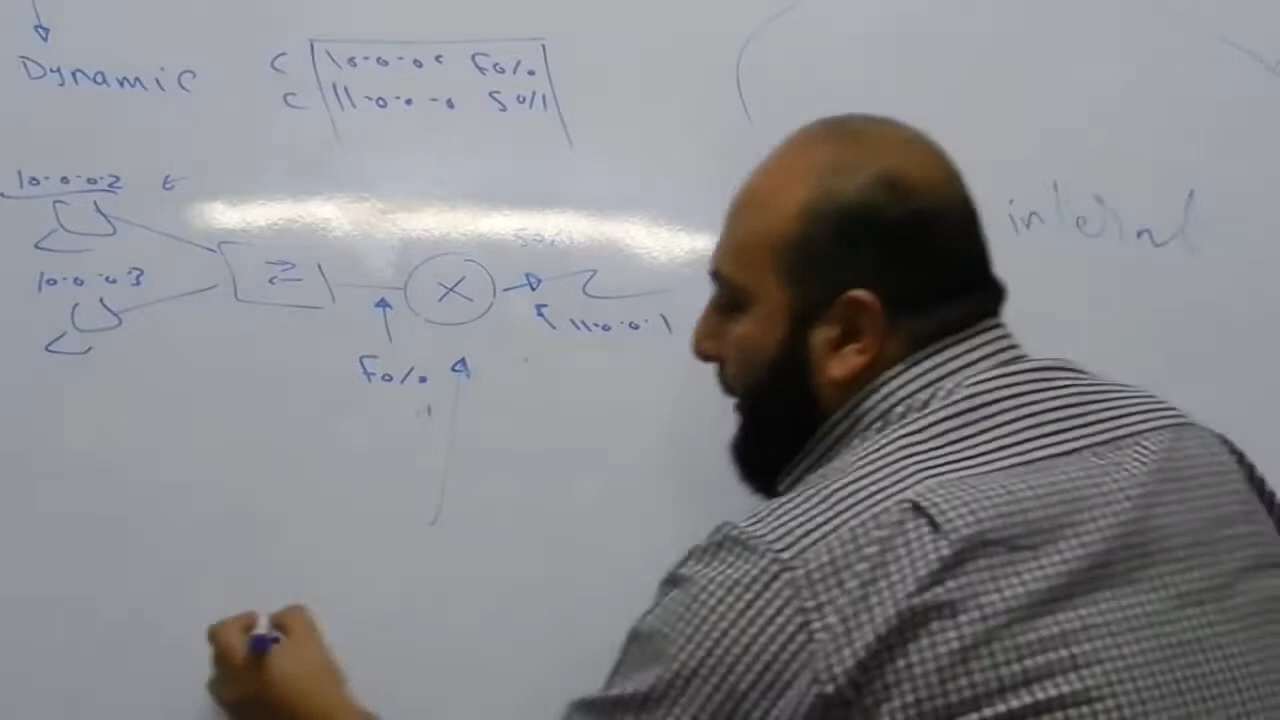 Dynamic
C 10.0.0.0 f0/0
C 11.0.0.0 S0/1
10.0.0.2
10.0.0.3
11.0.0.1
f0/0
internal